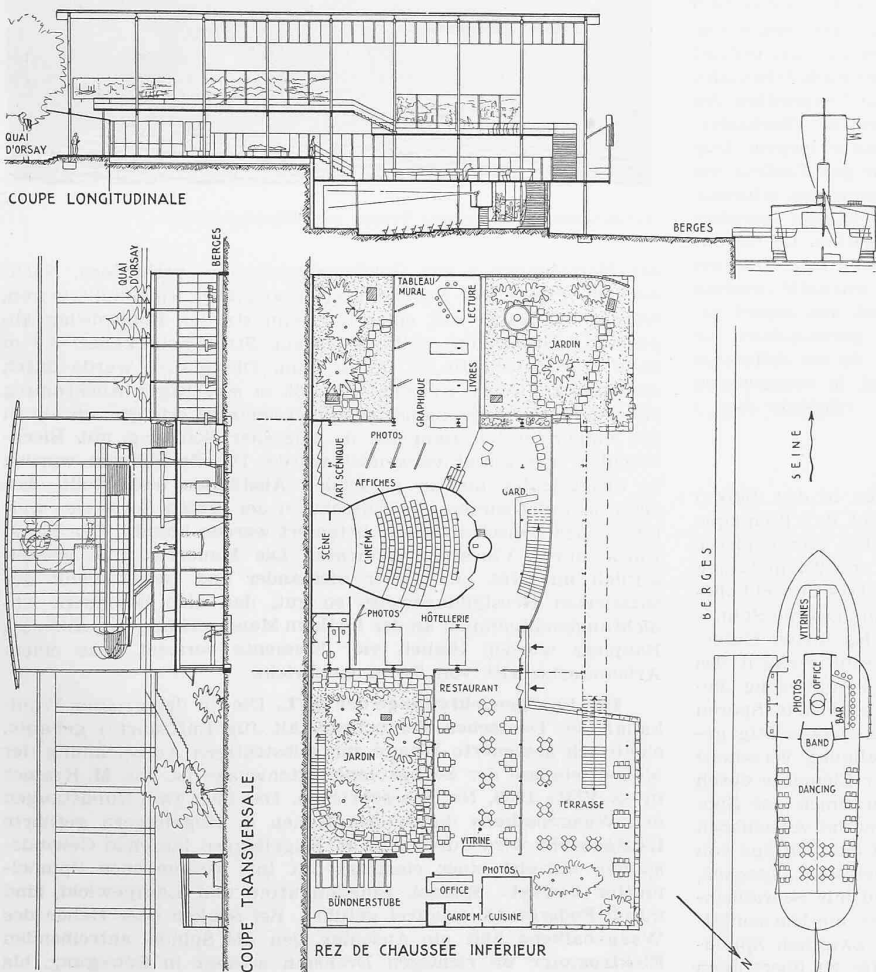 QUAI
D'ORSAY
COUPE LONGITUDINALE
BERGES
QUAI
D'ORSAY
BERGES
COUPE TRANSVERSALE
TABLEAU
MURAL
LECTURE
JARDIN
GRAPHIQUE
LIVRES
PHOTOS
ART SCÉNIQUE
AFFICHES
GARD.
SCÈNE
CINÉMA
PHOTOS
HÔTELLERIE
RESTAURANT
JARDIN
TERRASSE
VITRINE
PHOTOS
BÜNDNERSTUBE
OFFICE
GARDE M.
CUISINE
REZ DE CHAUSSÉE INFÉRIEUR
SEINE
BERGES
VITRINES
PHOTOS
OFFICE
BAR
BAND
DANCING
N